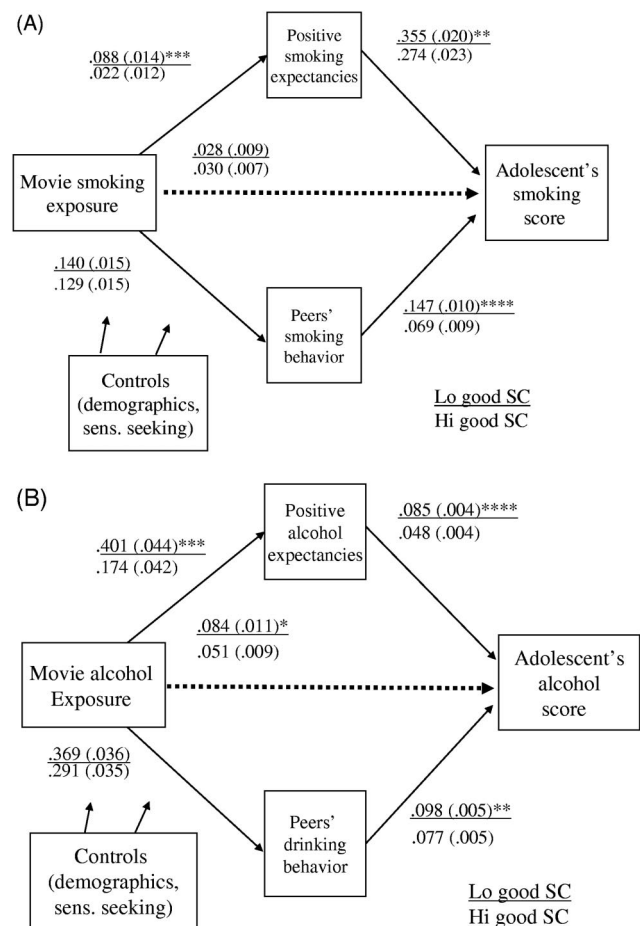 (A)
Positive
smoking
expectancies
.088 (.014)***
.022 (.012)
.355 (.020)**
.274 (.023)
Movie smoking
exposure
.028 (.009)
.030 (.007)
Adolescent's
smoking
score
.140 (.015)
.129 (.015)
Peers'
smoking
behavior
.147 (.010)****
.069 (.009)
Controls
(demographics,
sens. seeking)
Lo good SC
Hi good SC
(B)
Positive
alcohol
expectancies
.401 (.044)***
.174 (.042)
.085 (.004)****
.048 (.004)
Movie alcohol
Exposure
.084 (.011)*
.051 (.009)
Adolescent's
alcohol
score
.369 (.036)
.291 (.035)
Peers'
drinking
behavior
.098 (.005)**
.077 (.005)
Controls
(demographics,
sens. seeking)
Lo good SC
Hi good SC